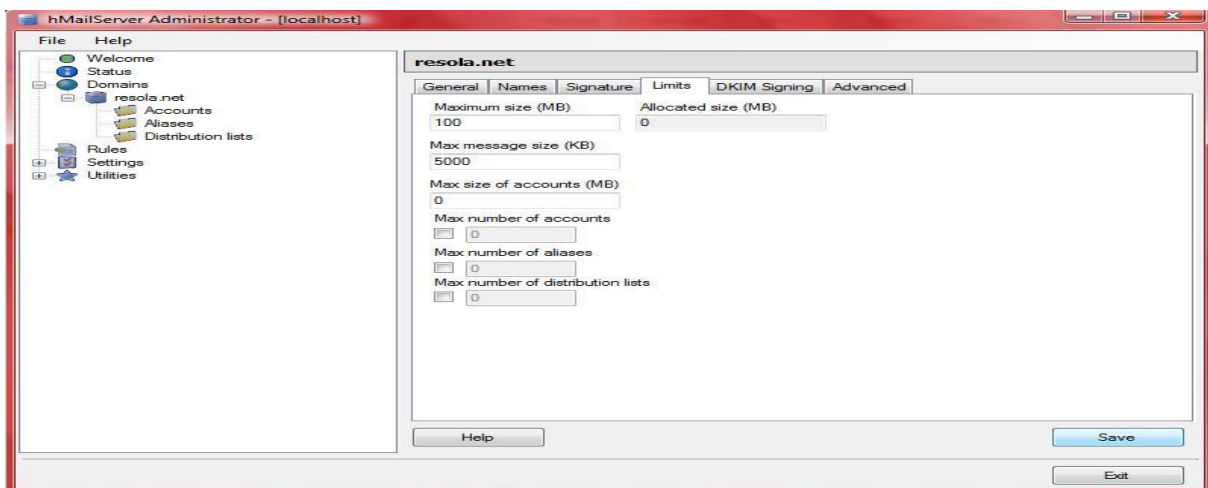 hMailServer Administrator - [localhost]
File Help
Welcome
Status
Domains
resola.net
Accounts
Aliases
Distribution lists
Rules
Settings
Utilities
resola.net
General Names Signature Limits DKIM Signing Advanced
Maximum size (MB) Allocated size (MB)
100 0
Max message size (KB)
5000
Max size of accounts (MB)
0
Max number of accounts
0
Max number of aliases
0
Max number of distribution lists
0
Help Save
Exit